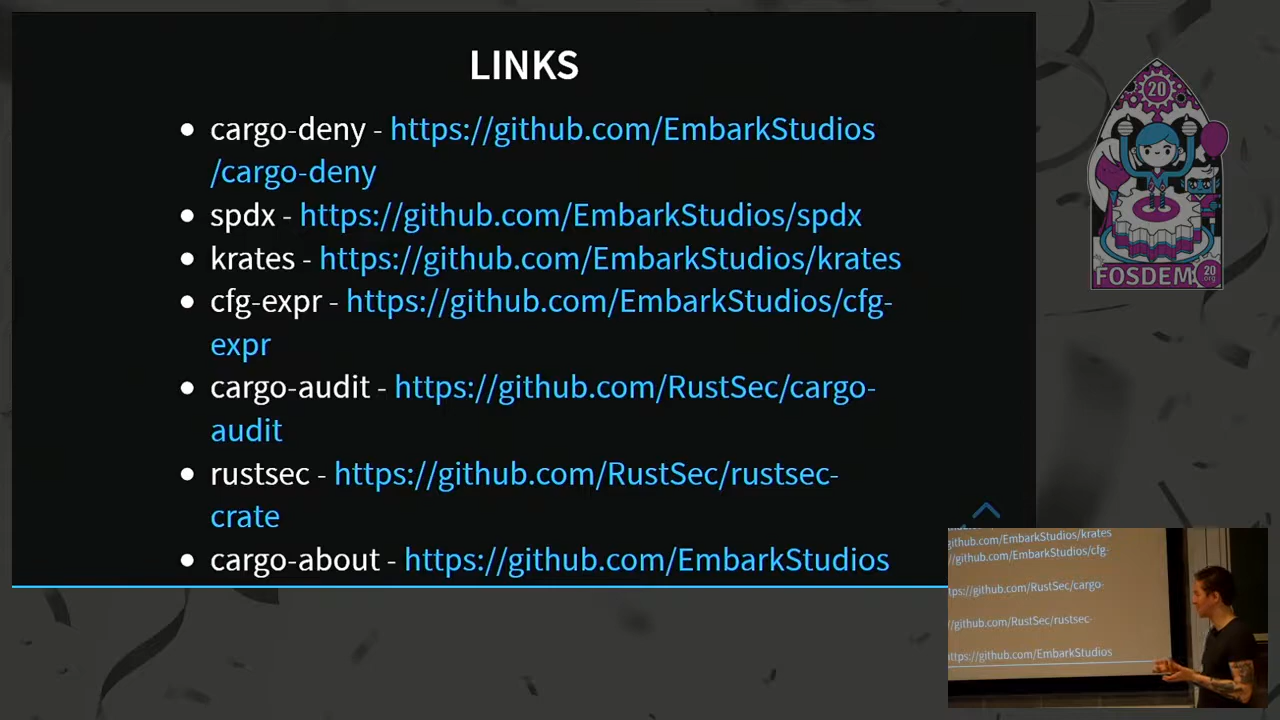 LINKS
cargo-deny - https://github.com/EmbarkStudios
/cargo-deny
spdx - https://github.com/EmbarkStudios/spdx
krates - https://github.com/EmbarkStudios/krates
cfg-expr - https://github.com/EmbarkStudios/cfg-
expr
cargo-audit - https://github.com/RustSec/cargo-
audit
rustsec - https://github.com/RustSec/rustsec-
crate
cargo-about - https://github.com/EmbarkStudios
20
FOSDEM
20
.org
github.com/EmbarkStudios/krates
//github.com/EmbarkStudios/cfg-
tps://github.com/RustSec/cargo-
/github.com/RustSec/rustsec-
ttps://github.com/EmbarkStudios